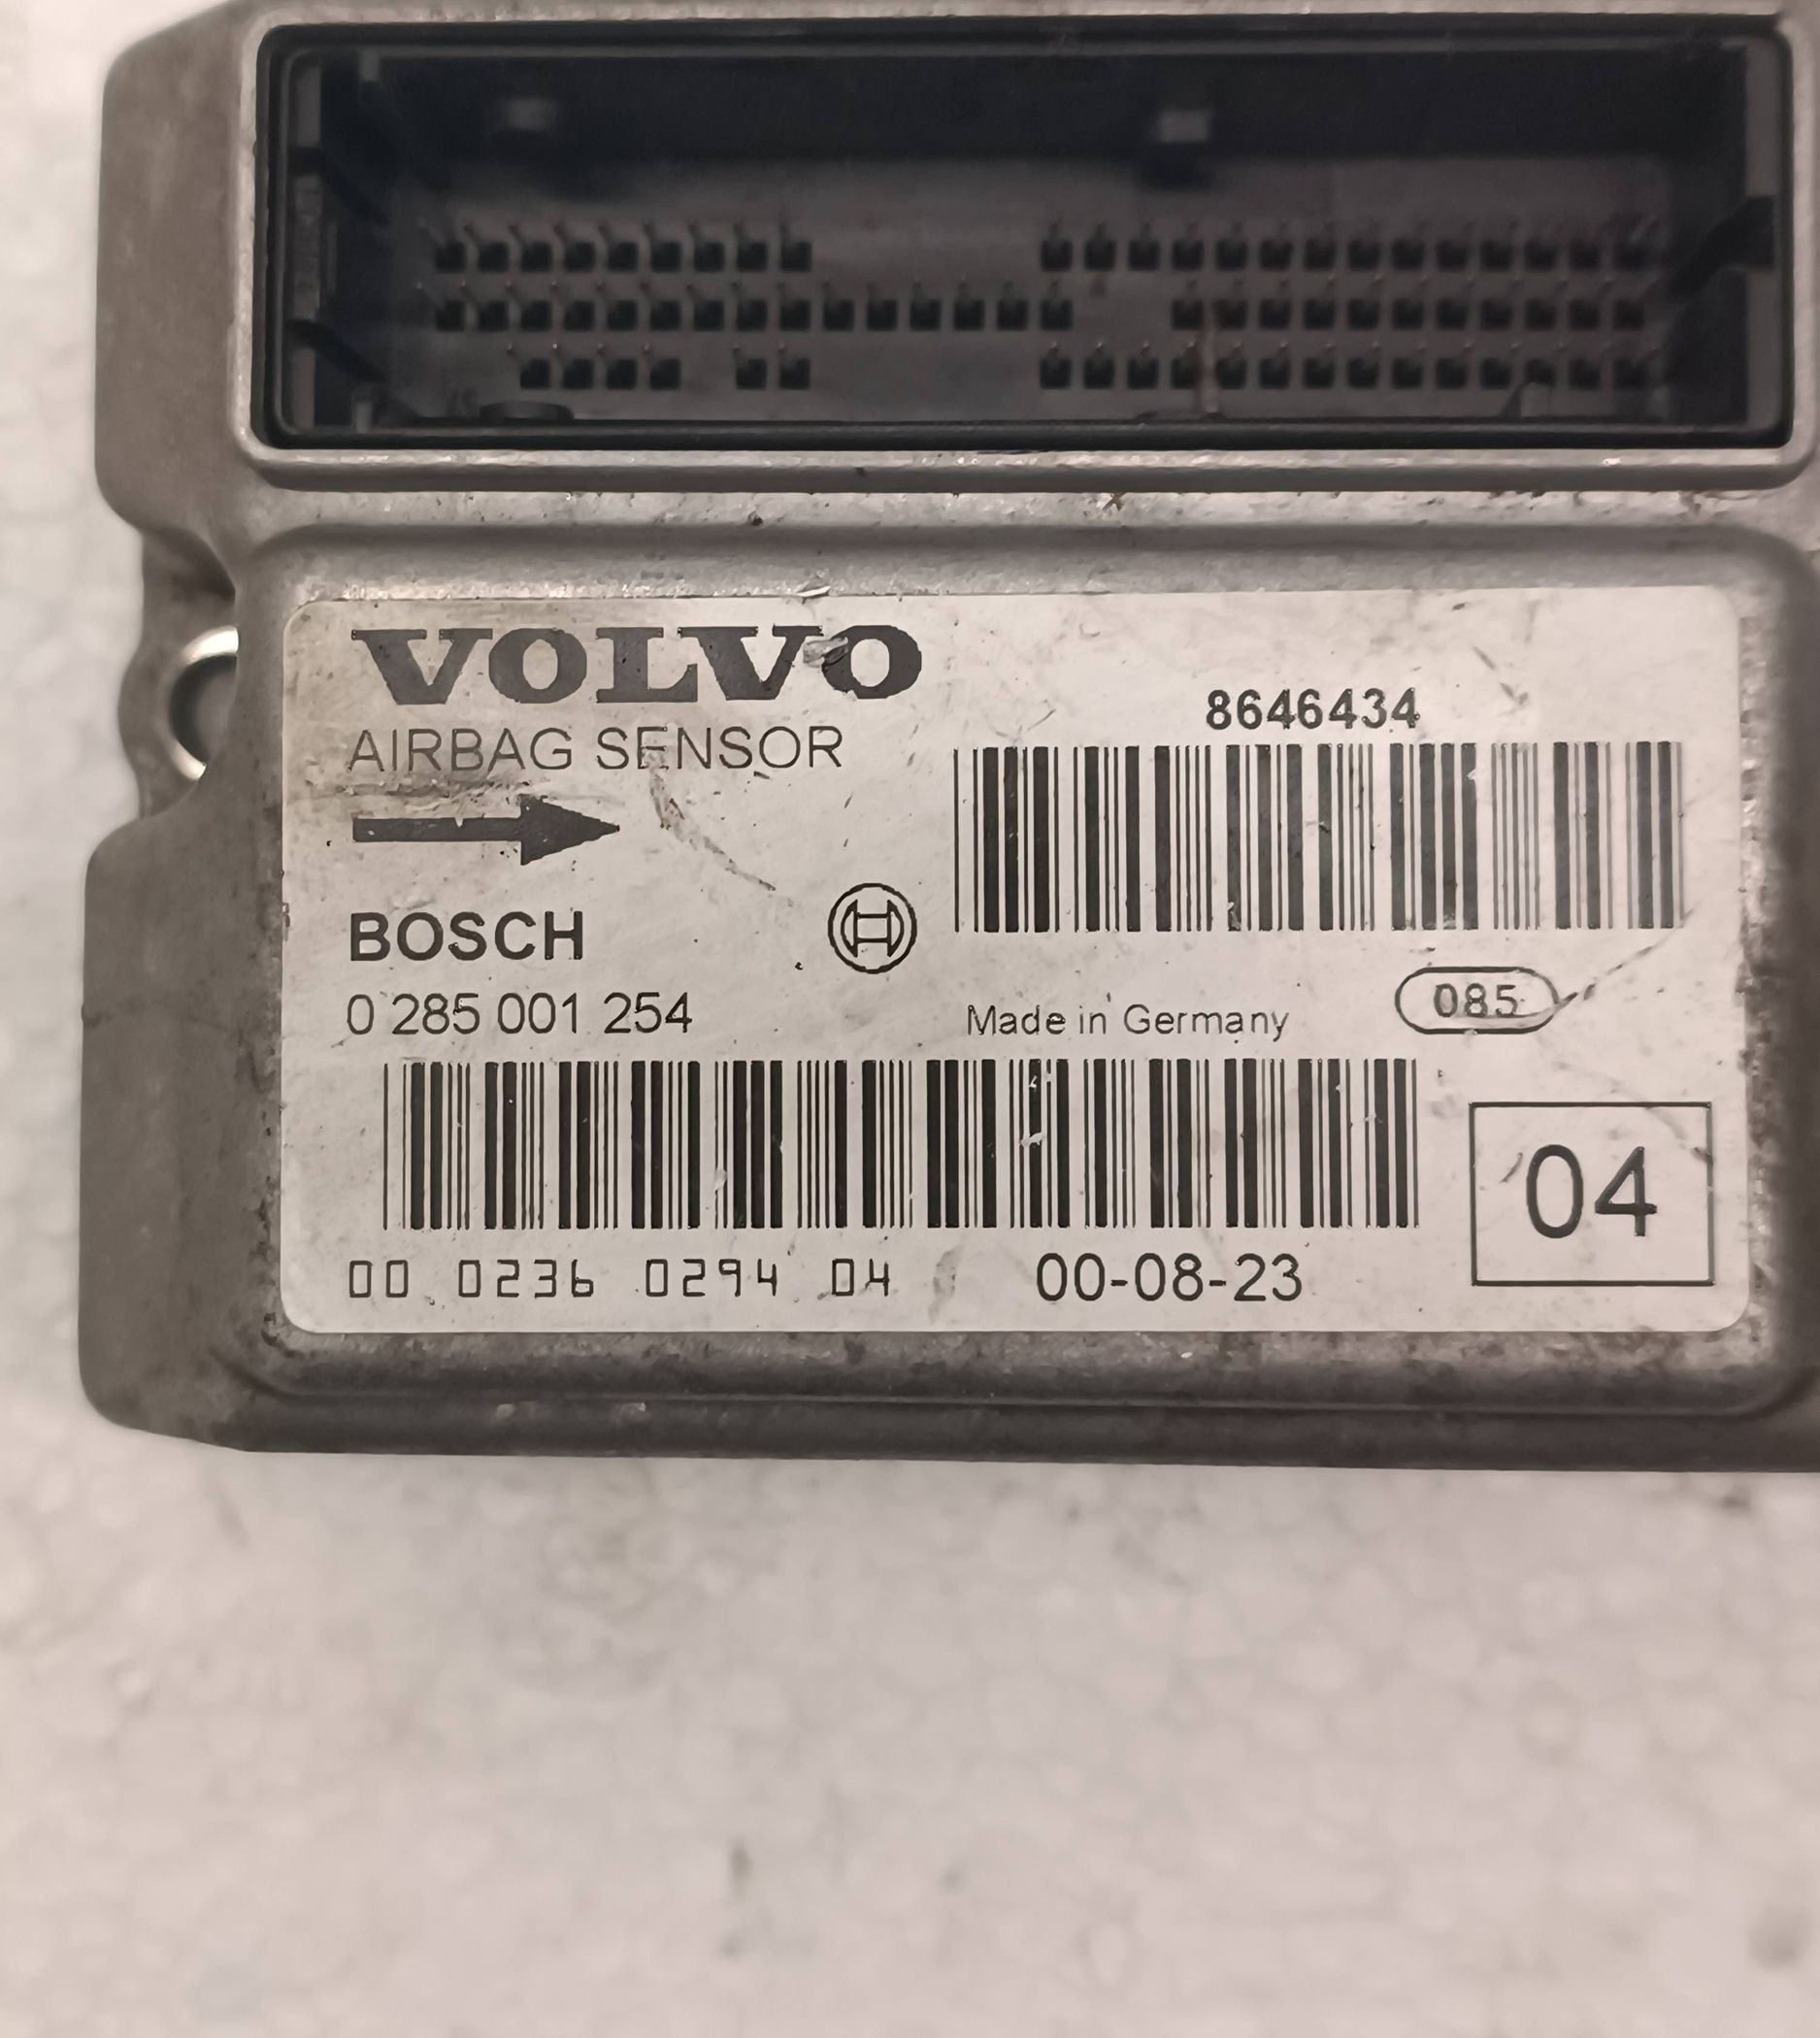 VOLVO
AIRBAG SENSOR
8646434
BOSCH
0 285 001 254
Made in Germany
085
04
00 0236 0294 04
00-08-23